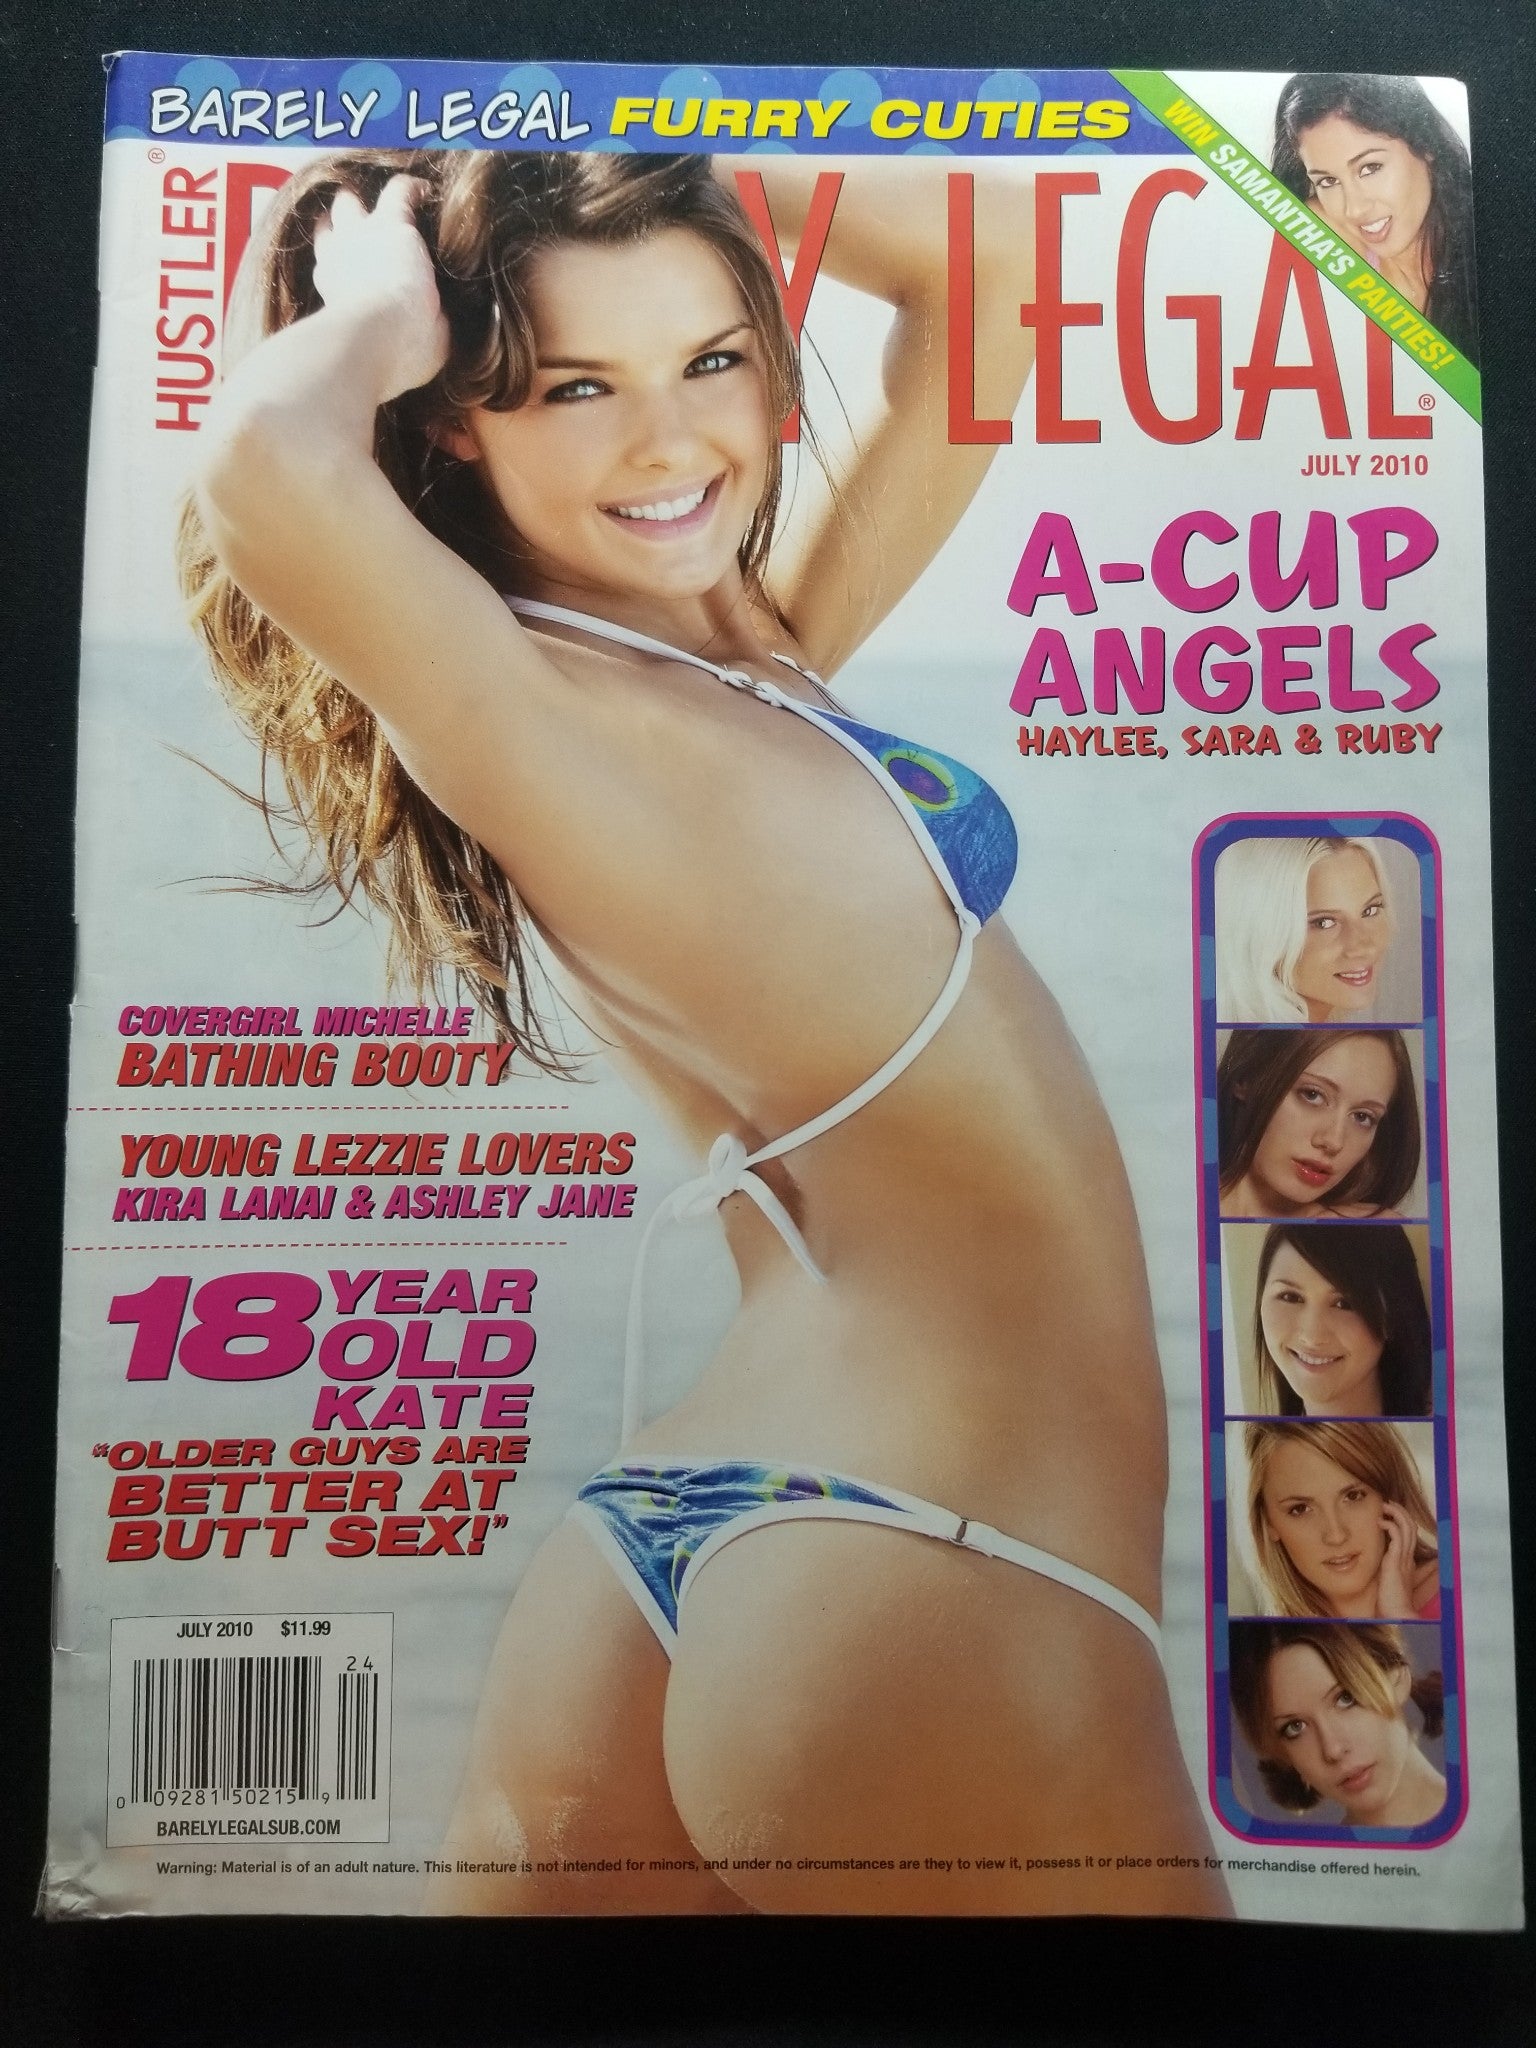 BARELY LEGAL FURRY CUTIES
WIN SAMANTHA'S PANTIES!
HUSTLER®
Y LEGAL®
JULY 2010
A-CUP
ANGELS
HAYLEE, SARA & RUBY
COVERGIRL MICHELLE
BATHING BOOTY
YOUNG LEZZIE LOVERS
KIRA LANAI & ASHLEY JANE
18 YEAR
OLD
KATE
"OLDER GUYS ARE
BETTER AT
BUTT SEX!"
JULY 2010 $11.99
24
0 09281 50215 9
BARELYLEGALSUB.COM
Warning: Material is of an adult nature. This literature is not intended for minors, and under no circumstances are they to view it, possess it or place orders for merchandise offered herein.